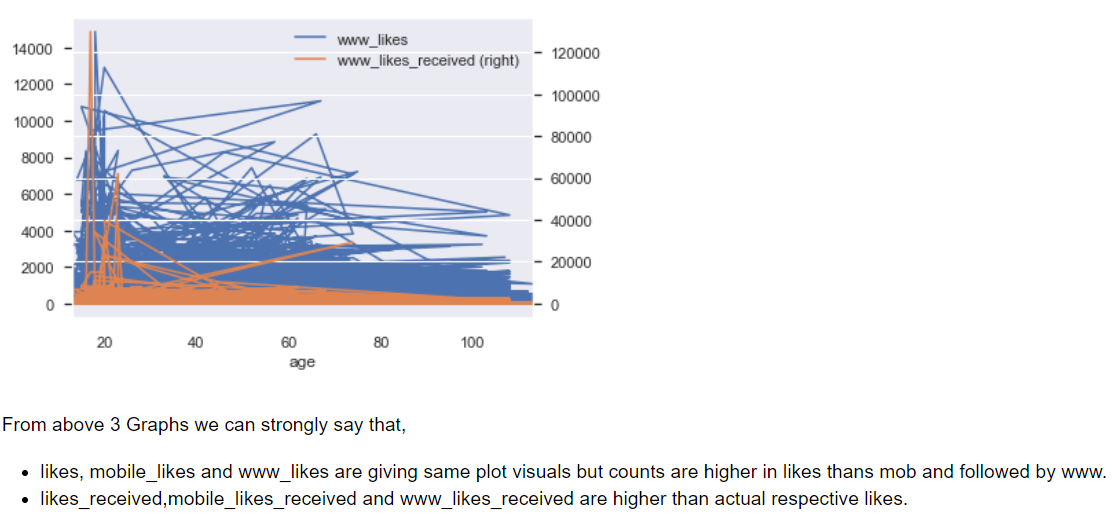 www_likes
www_likes_received (right)
14000
12000
10000
8000
6000
4000
2000
0
120000
100000
80000
60000
40000
20000
0
20 40 60 80 100
age
From above 3 Graphs we can strongly say that,
• likes, mobile_likes and www_likes are giving same plot visuals but counts are higher in likes thans mob and followed by www.
• likes_received,mobile_likes_received and www_likes_received are higher than actual respective likes.